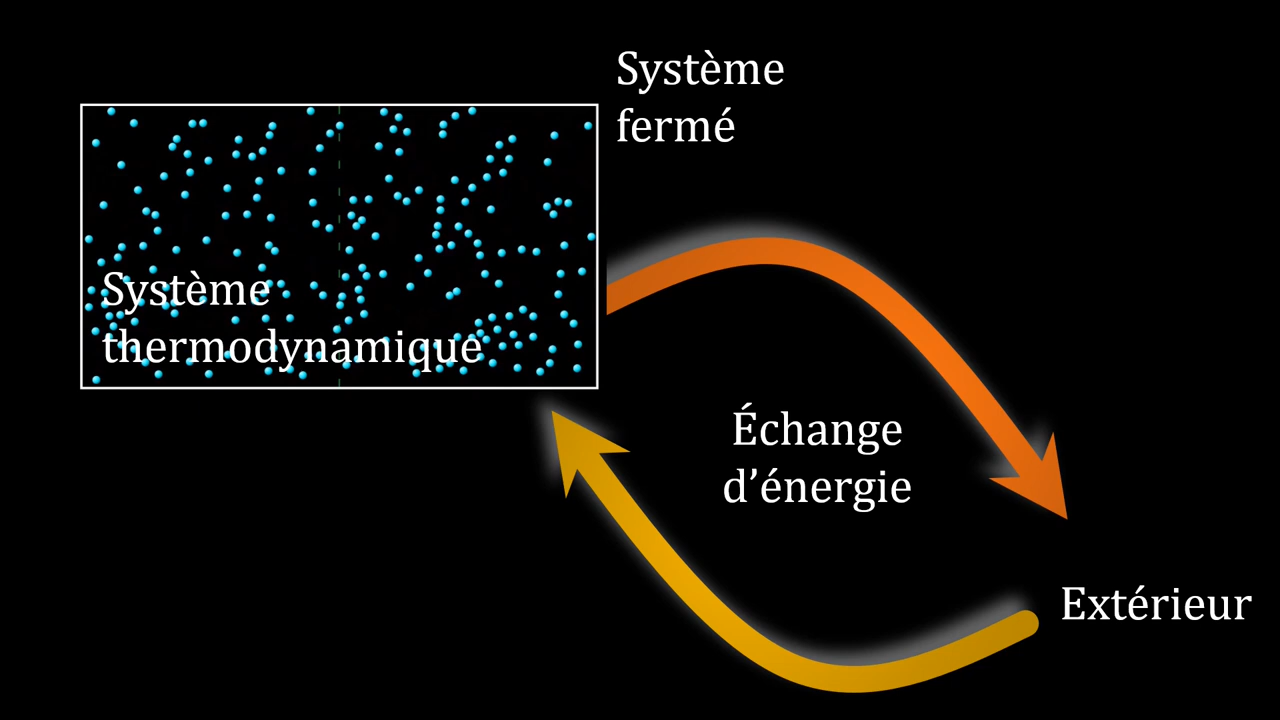 Système
fermé
Système
thermodynamique
Échange
d’énergie
Extérieur